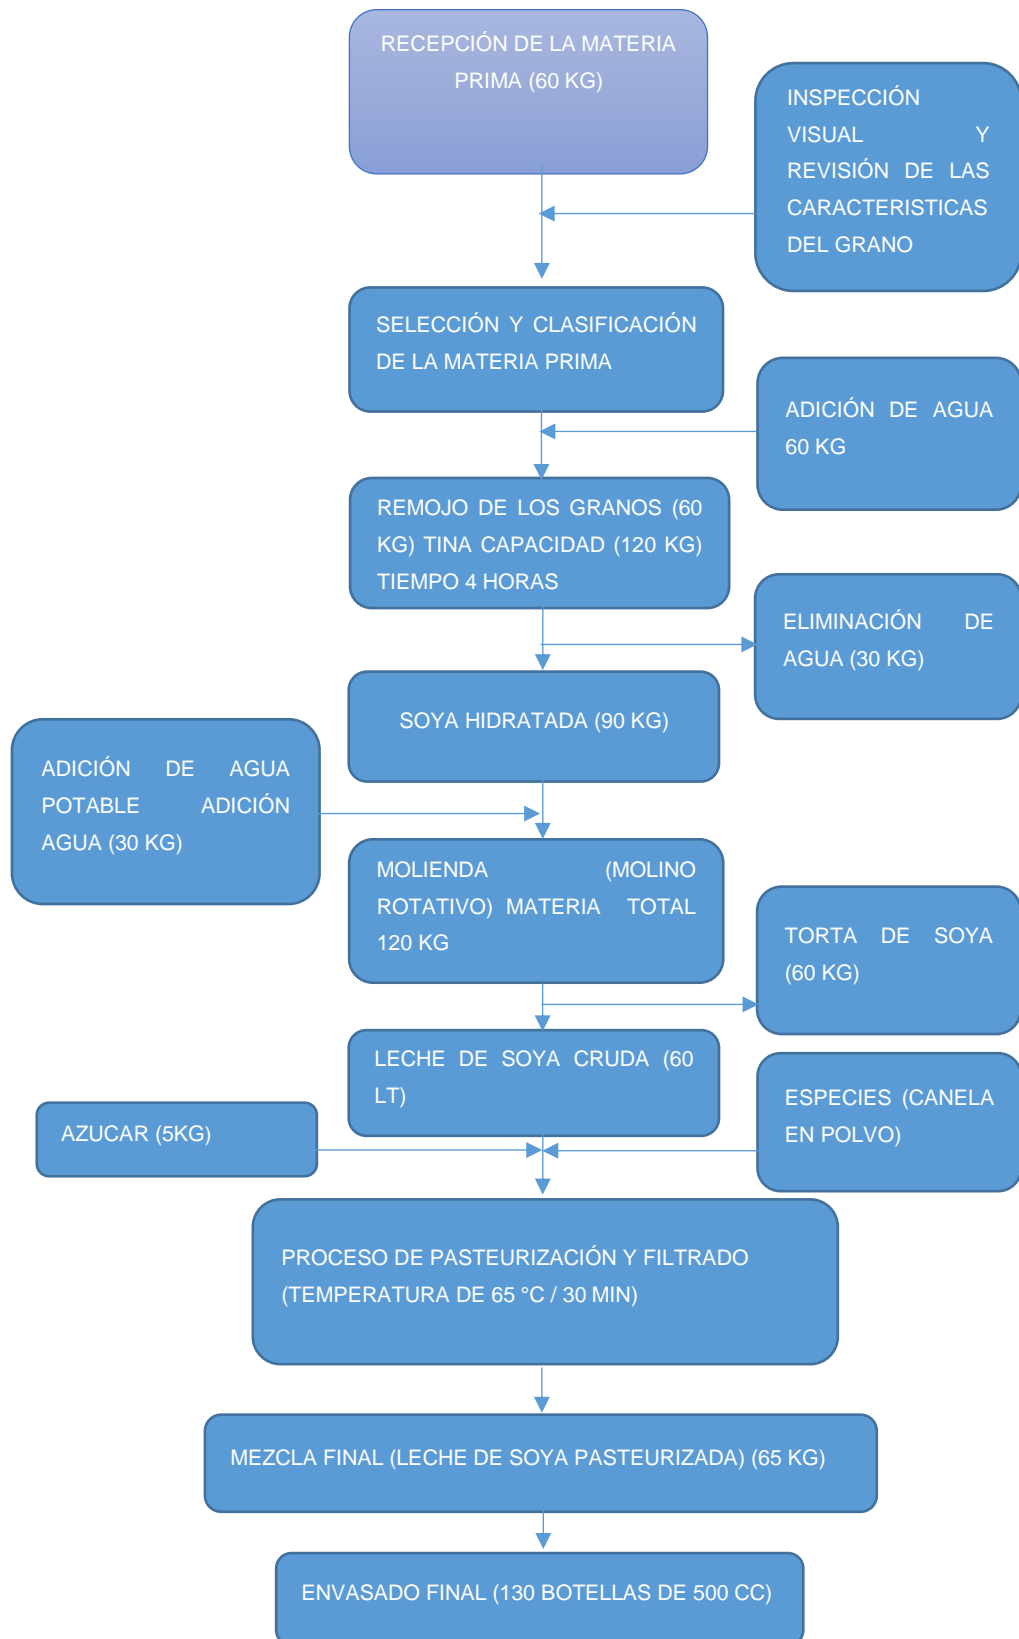 RECEPCIÓN DE LA MATERIA
PRIMA (60 KG)
INSPECCIÓN
VISUAL Y
REVISIÓN DE LAS
CARACTERISTICAS
DEL GRANO
SELECCIÓN Y CLASIFICACIÓN
DE LA MATERIA PRIMA
ADICIÓN DE AGUA
60 KG
REMOJO DE LOS GRANOS (60
KG) TINA CAPACIDAD (120 KG)
TIEMPO 4 HORAS
ELIMINACIÓN DE
AGUA (30 KG)
SOYA HIDRATADA (90 KG)
ADICIÓN DE AGUA
POTABLE ADICIÓN
AGUA (30 KG)
MOLIENDA (MOLINO
ROTATIVO) MATERIA TOTAL
120 KG
TORTA DE SOYA
(60 KG)
LECHE DE SOYA CRUDA (60
LT)
ESPECIES (CANELA
EN POLVO)
AZUCAR (5KG)
PROCESO DE PASTEURIZACIÓN Y FILTRADO
(TEMPERATURA DE 65 °C / 30 MIN)
MEZCLA FINAL (LECHE DE SOYA PASTEURIZADA) (65 KG)
ENVASADO FINAL (130 BOTELLAS DE 500 CC)